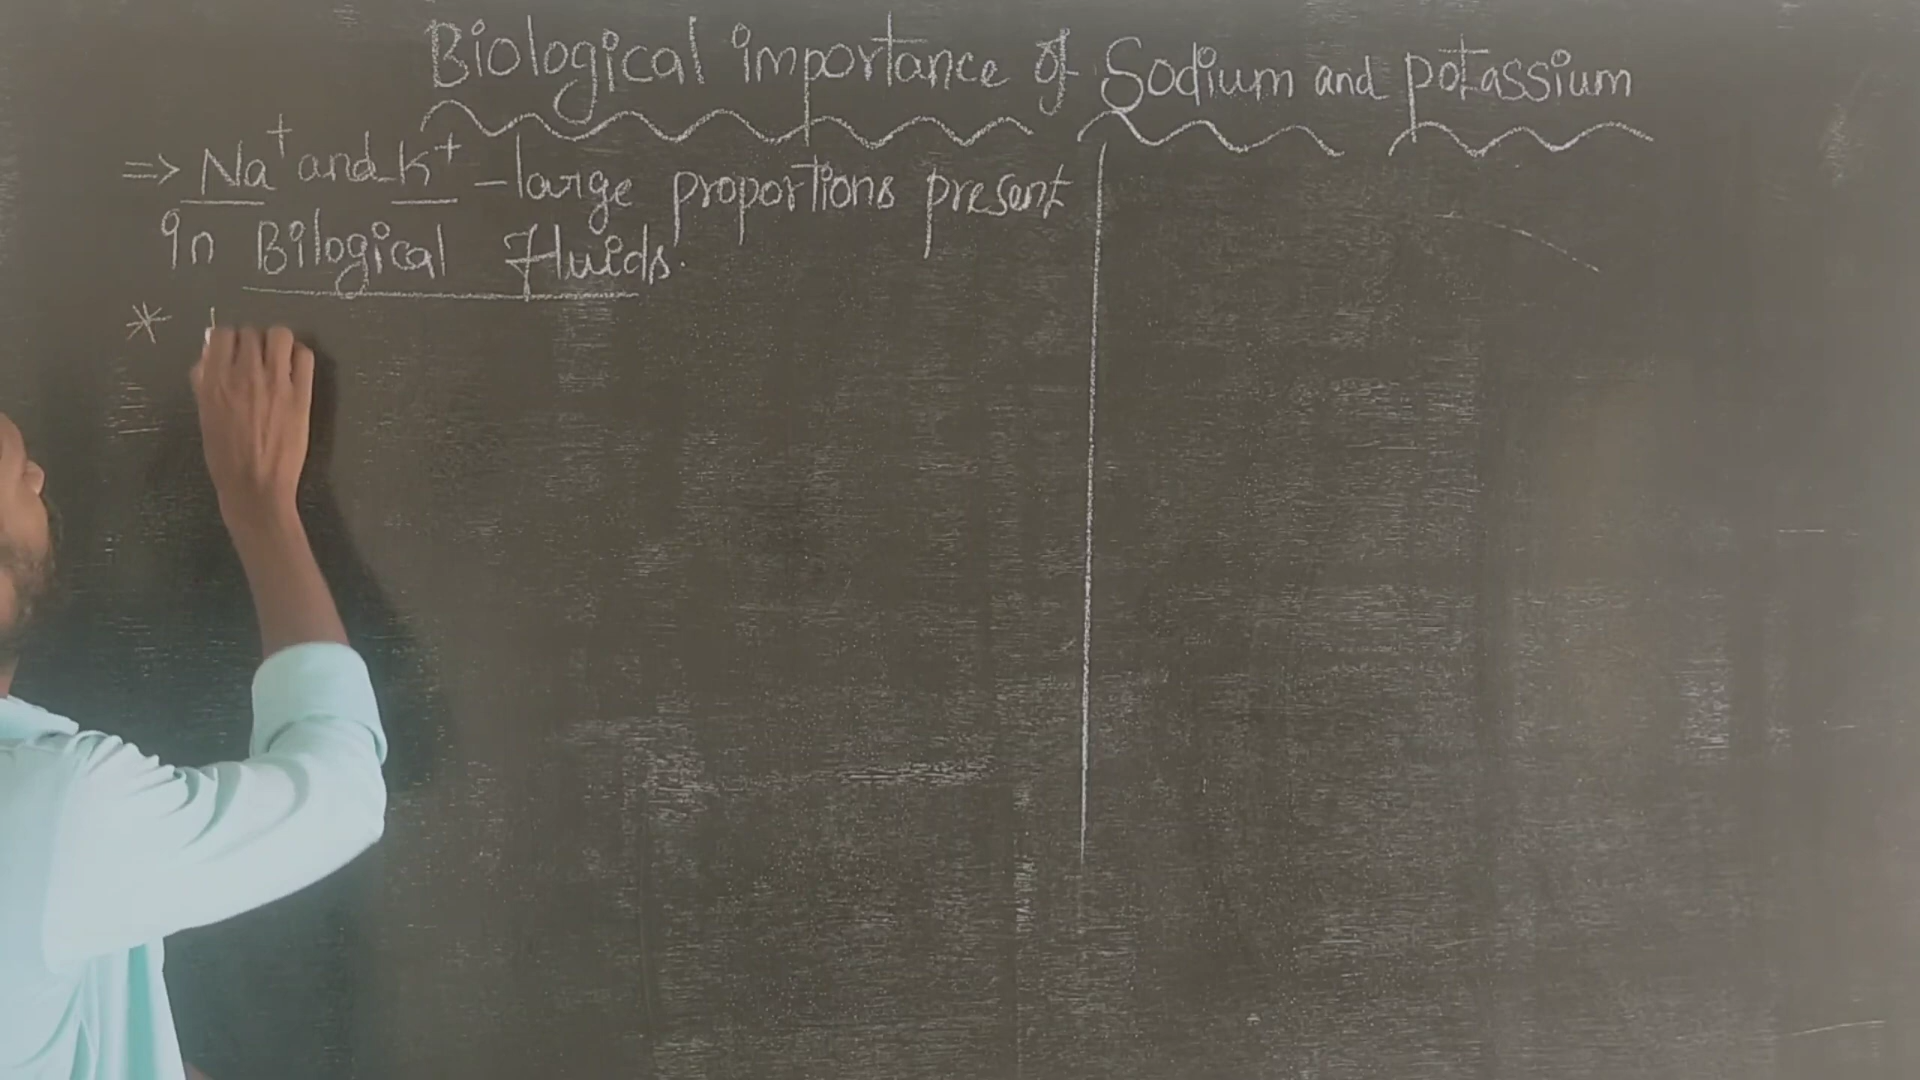 Biological importance of Sodium and potassium
=> Na⁺ and K⁺ - large proportions present
in Bilogical Fluids.
*